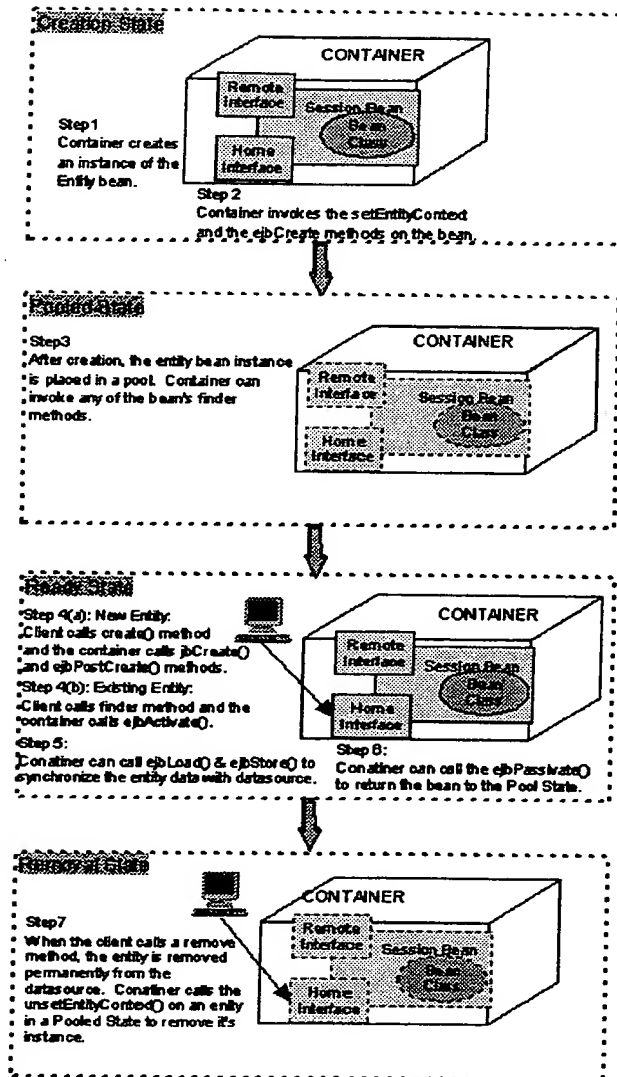 Creation State
CONTAINER
Remote
Interface
Session Bean
Bean
Class
Home
Interface
Step1
Container creates
an instance of the
Entity bean.
Step 2
Container invokes the setEntityContext
and the ejbCreate methods on the bean.
Pooled State
Step3
After creation, the entity bean instance
is placed in a pool. Container can
invoke any of the bean's finder
methods.
CONTAINER
Remote
Interface
Session Bean
Bean
Class
Home
Interface
Ready State
Step 4(a): New Entity:
Client calls create() method
and the container calls jbCreate()
and ejbPostCreate() methods.
Step 4(b): Existing Entity:
Client calls finder method and the
container calls ejbActivate().
Step 5:
Conatiner can call ejbLoad() & ejbStore() to
synchronize the entity data with datasource.
CONTAINER
Remote
Interface
Session Bean
Bean
Class
Home
Interface
Step 6:
Conatiner can call the ejbPassivate()
to return the bean to the Pool State.
Removal State
Step7
When the client calls a remove
method, the entity is removed
permanently from the
datasource. Conatiner calls the
unsetEntityContext() on an entity
in a Pooled State to remove it's
instance.
CONTAINER
Remote
Interface
Session Bean
Bean
Class
Home
Interface